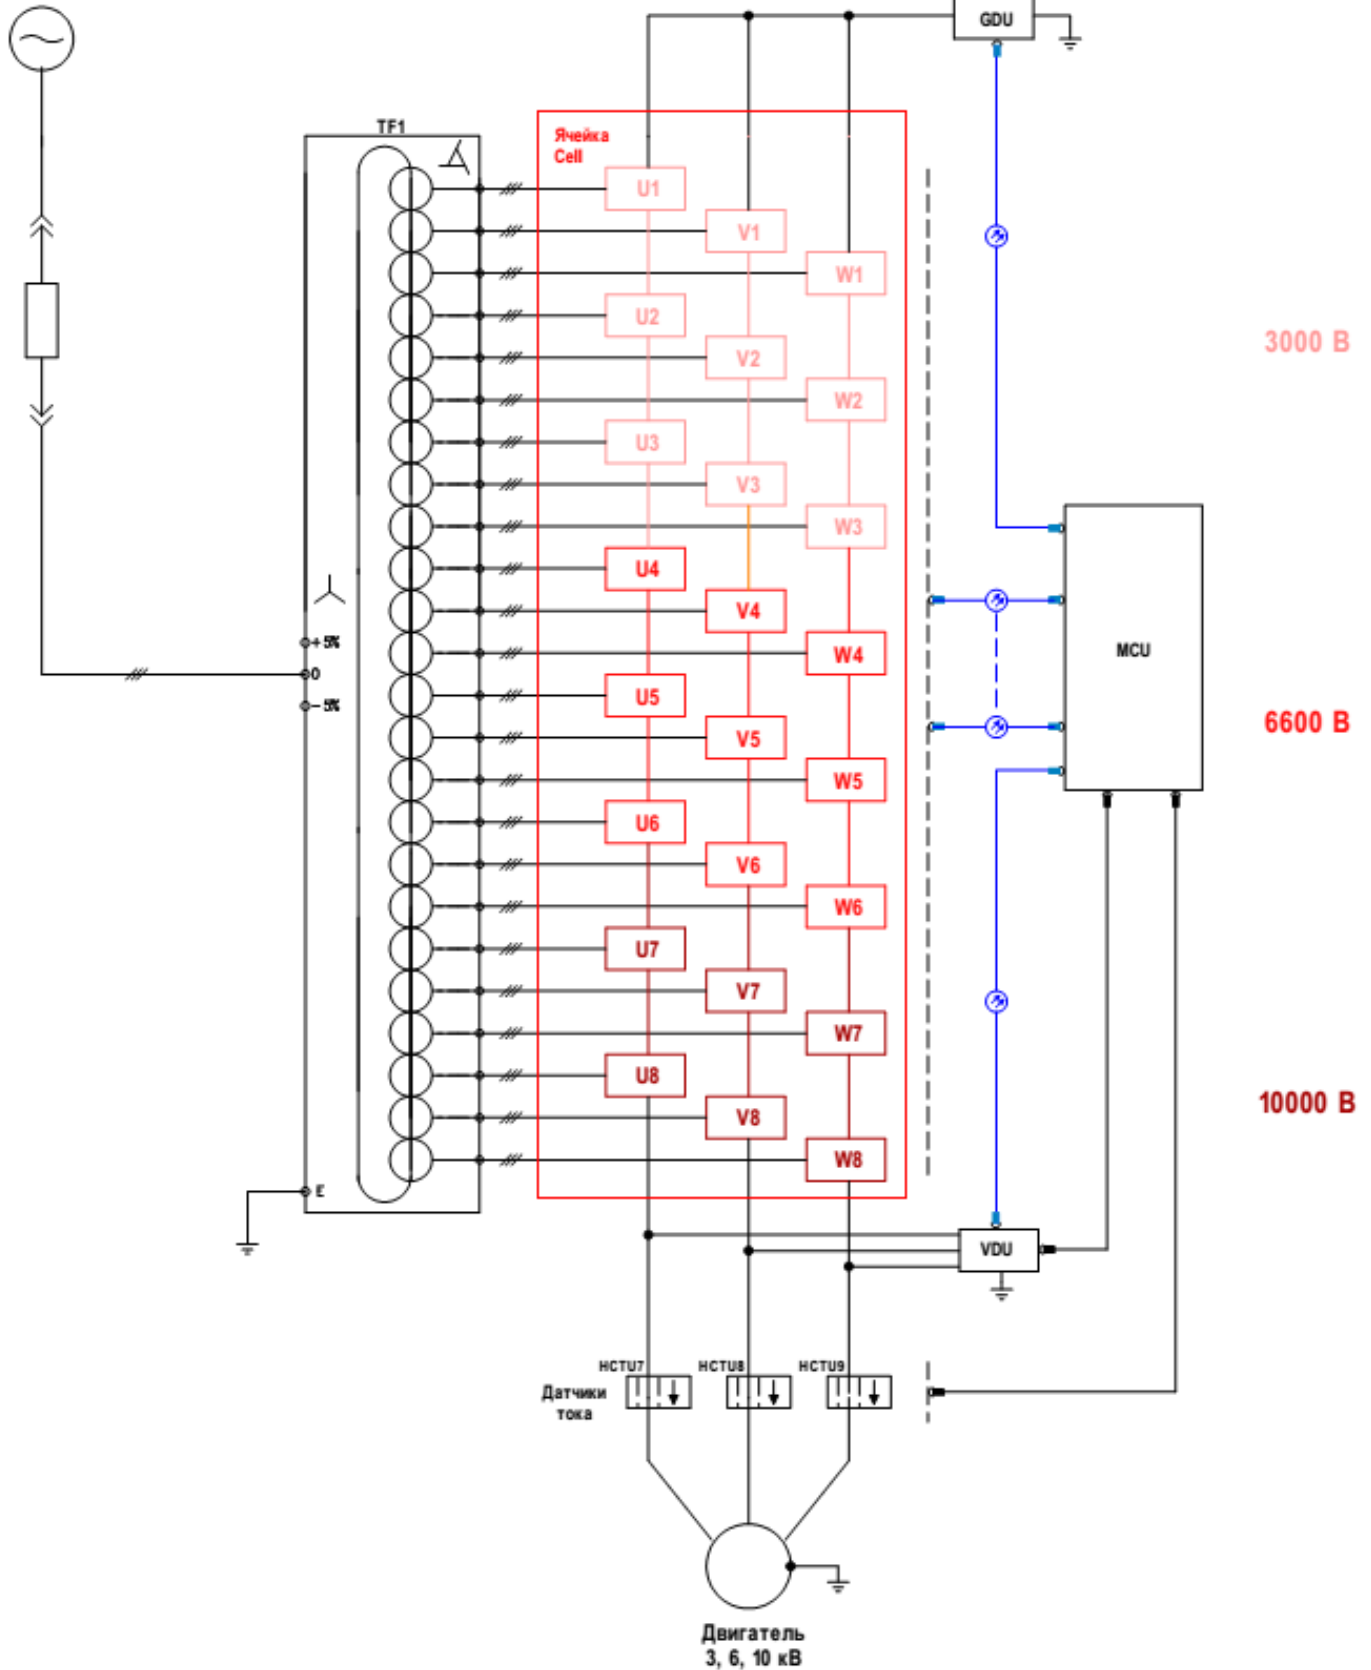 GDU
TF1
Ячейка
Cell
U1
V1
W1
U2
3000 В
V2
W2
U3
V3
W3
U4
V4
+5%
MCU
W4
0
U5
-5%
6600 В
V5
W5
U6
V6
W6
U7
V7
W7
U8
10000 В
V8
W8
E
VDU
HCTU7
HCTU8
HCTU9
Датчики
тока
Двигатель
3, 6, 10 кВ